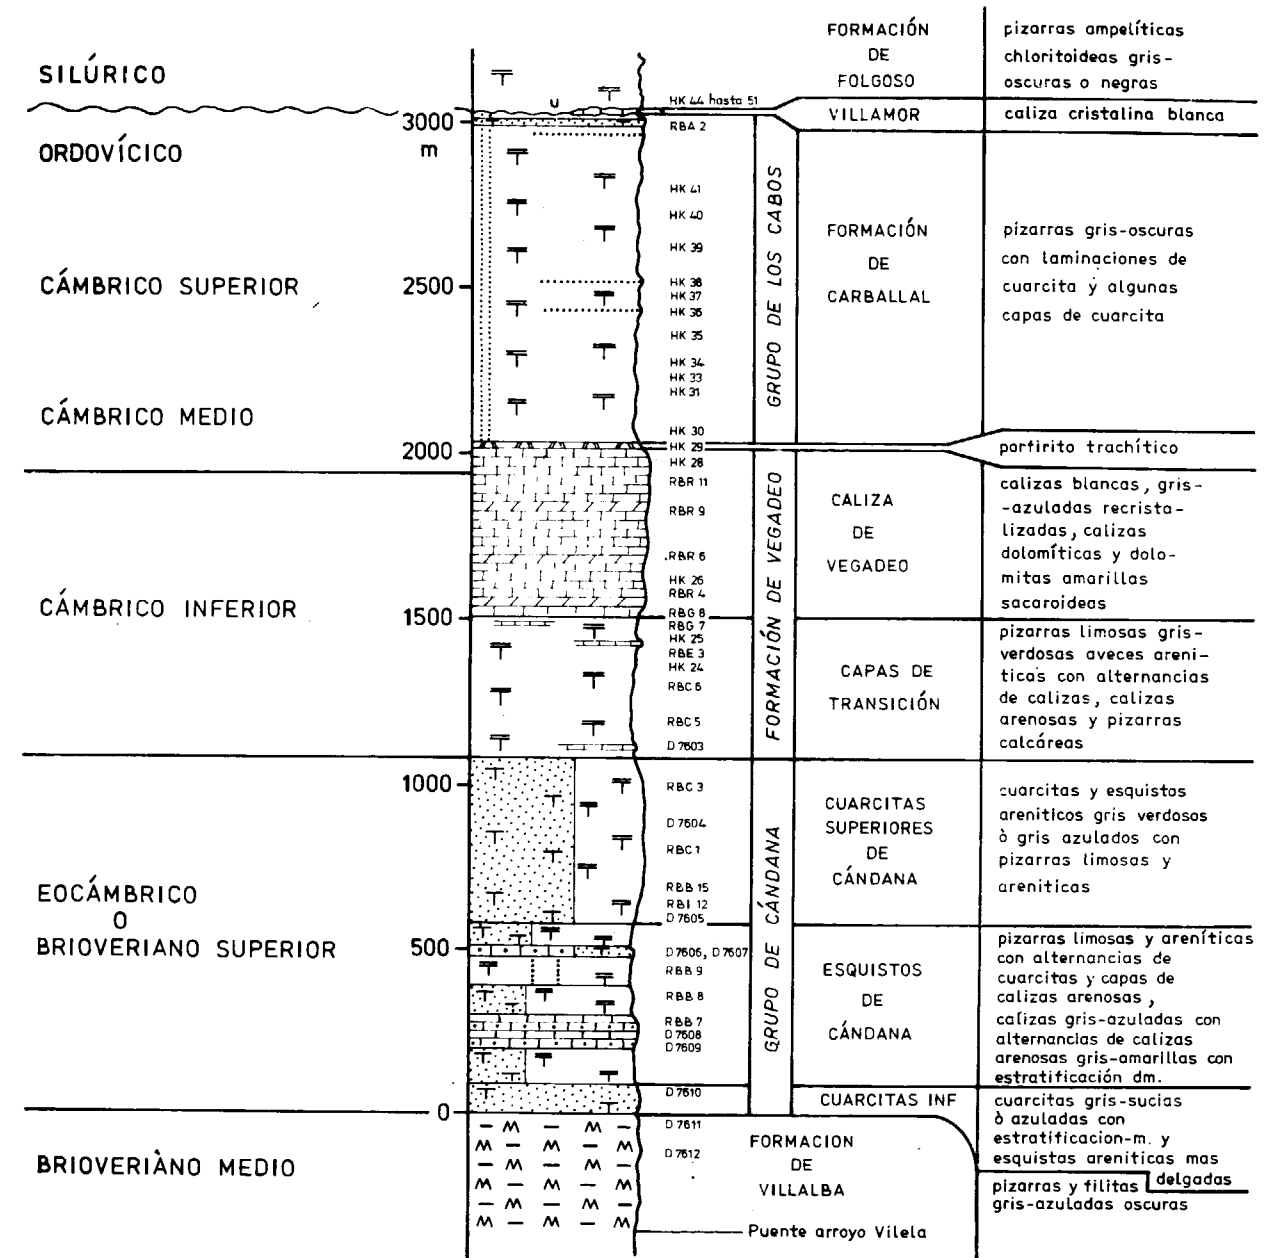 SILÚRICO
ORDOVÍCICO
CÁMBRICO SUPERIOR
CÁMBRICO MEDIO
CÁMBRICO INFERIOR
EOCÁMBRICO
O
BRIOVERIANO SUPERIOR
BRIOVERIÀNO MEDIO
3000
m
2500
2000
1500
1000
500
0
u
HK 44 hasta 51
RBA 2
HK 41
HK 40
HK 39
HK 38
HK 37
HK 36
HK 35
HK 34
HK 33
HK 31
HK 30
HK 29
HK 28
RBR 11
RBR 9
RBR 6
HK 26
RBR 4
RBG 8
RBG 7
HK 25
RBE 3
HK 24
RBC 6
RBC 5
D 7603
RBC 3
D 7604
RBC 1
RBB 15
RBI 12
D 7605
D 7606, D 7607
RBB 9
RBB 8
RBB 7
D 7608
D 7609
D 7610
D 7611
D 7612
Puente arroyo Vilela
GRUPO DE LOS CABOS
FORMACIÓN DE VEGADEO
GRUPO DE CÁNDANA
FORMACIÓN
DE
FOLGOSO
VILLAMOR
FORMACIÓN
DE
CARBALLAL
CALIZA
DE
VEGADEO
CAPAS DE
TRANSICIÓN
CUARCITAS
SUPERIORES
DE
CÁNDANA
ESQUISTOS
DE
CÁNDANA
CUARCITAS INF
FORMACION
DE
VILLALBA
pizarras ampelíticas
chloritoideas gris-
oscuras o negras
caliza cristalina blanca
pizarras gris-oscuras
con laminaciones de
cuarcita y algunas
capas de cuarcita
porfirito trachítico
calizas blancas, gris-
-azuladas recrista-
lizadas, calizas
dolomíticas y dolo-
mitas amarillas
sacaroideas
pizarras limosas gris-
verdosas aveces areni-
ticas con alternancias
de calizas, calizas
arenosas y pizarras
calcáreas
cuarcitas y esquistos
areniticos gris verdosos
ò gris azulados con
pizarras limosas y
areniticas
pizarras limosas y areníticas
con alternancias de
cuarcitas y capas de
calizas arenosas,
calizas gris-azuladas con
alternancias de calizas
arenosas gris-amarillas con
estratificación dm.
cuarcitas gris-sucias
ò azuladas con
estratificacion-m. y
esquistas areniticas mas
delgadas
pizarras y filitas
gris-azuladas oscuras